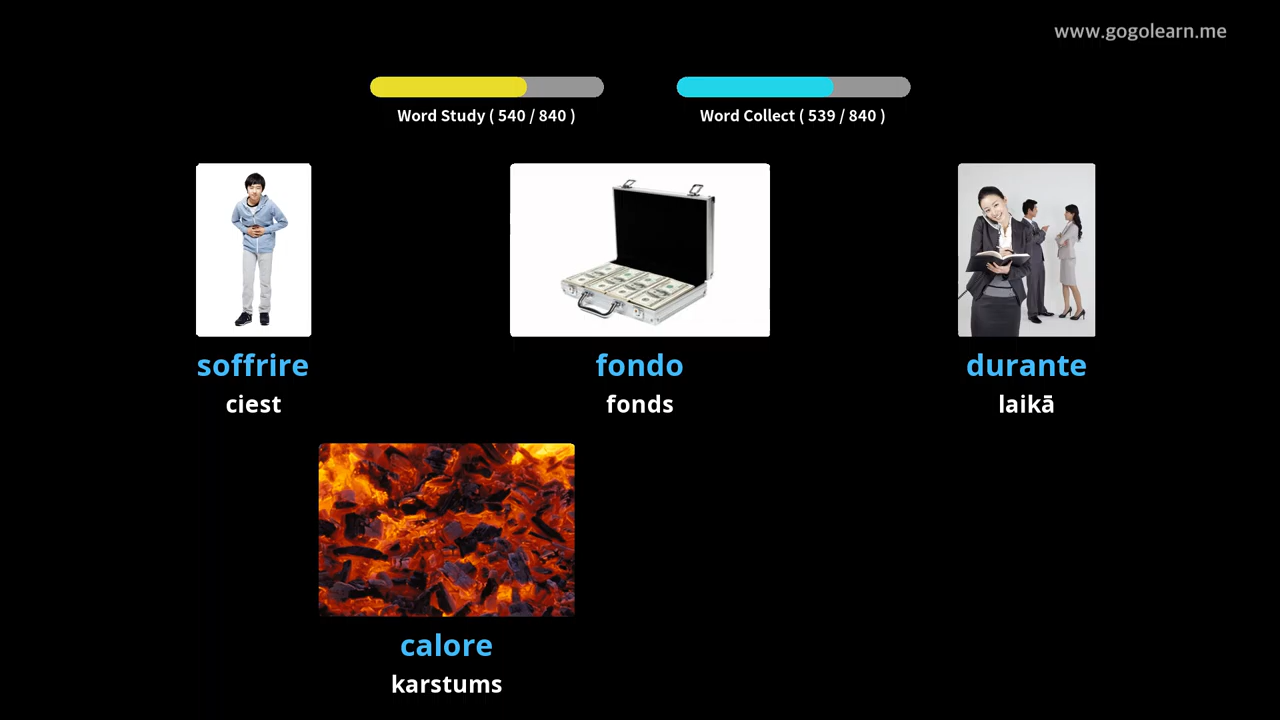 www.gogolearn.me
Word Study ( 540 / 840 )
Word Collect ( 539 / 840 )
soffrire
ciest
fondo
fonds
durante
laikā
calore
karstums